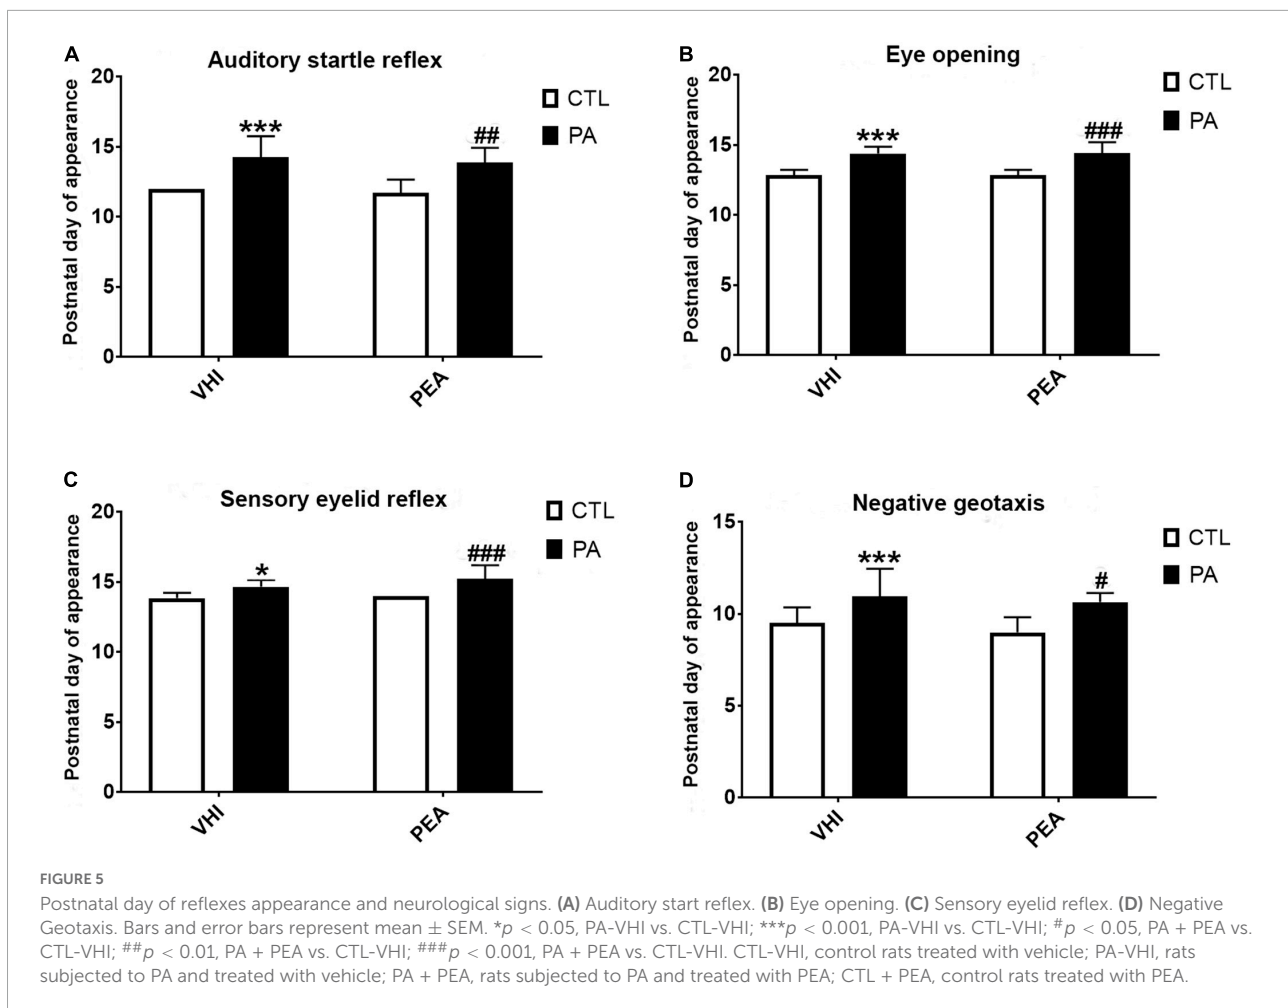 A
Auditory startle reflex
Postnatal day of appearance
20
15
10
5
0
***
##
CTL
PA
VHI
PEA
B
Eye opening
Postnatal day of appearance
20
15
10
5
0
***
###
CTL
PA
VHI
PEA
C
Sensory eyelid reflex
Postnatal day of appearance
20
15
10
5
0
*
###
CTL
PA
VHI
PEA
D
Negative geotaxis
Postnatal day of appearance
15
10
5
0
***
#
CTL
PA
VHI
PEA
FIGURE 5
Postnatal day of reflexes appearance and neurological signs. (A) Auditory start reflex. (B) Eye opening. (C) Sensory eyelid reflex. (D) Negative
Geotaxis. Bars and error bars represent mean ± SEM. *p < 0.05, PA-VHI vs. CTL-VHI; ***p < 0.001, PA-VHI vs. CTL-VHI; #p < 0.05, PA + PEA vs.
CTL-VHI; ##p < 0.01, PA + PEA vs. CTL-VHI; ###p < 0.001, PA + PEA vs. CTL-VHI. CTL-VHI, control rats treated with vehicle; PA-VHI, rats
subjected to PA and treated with vehicle; PA + PEA, rats subjected to PA and treated with PEA; CTL + PEA, control rats treated with PEA.